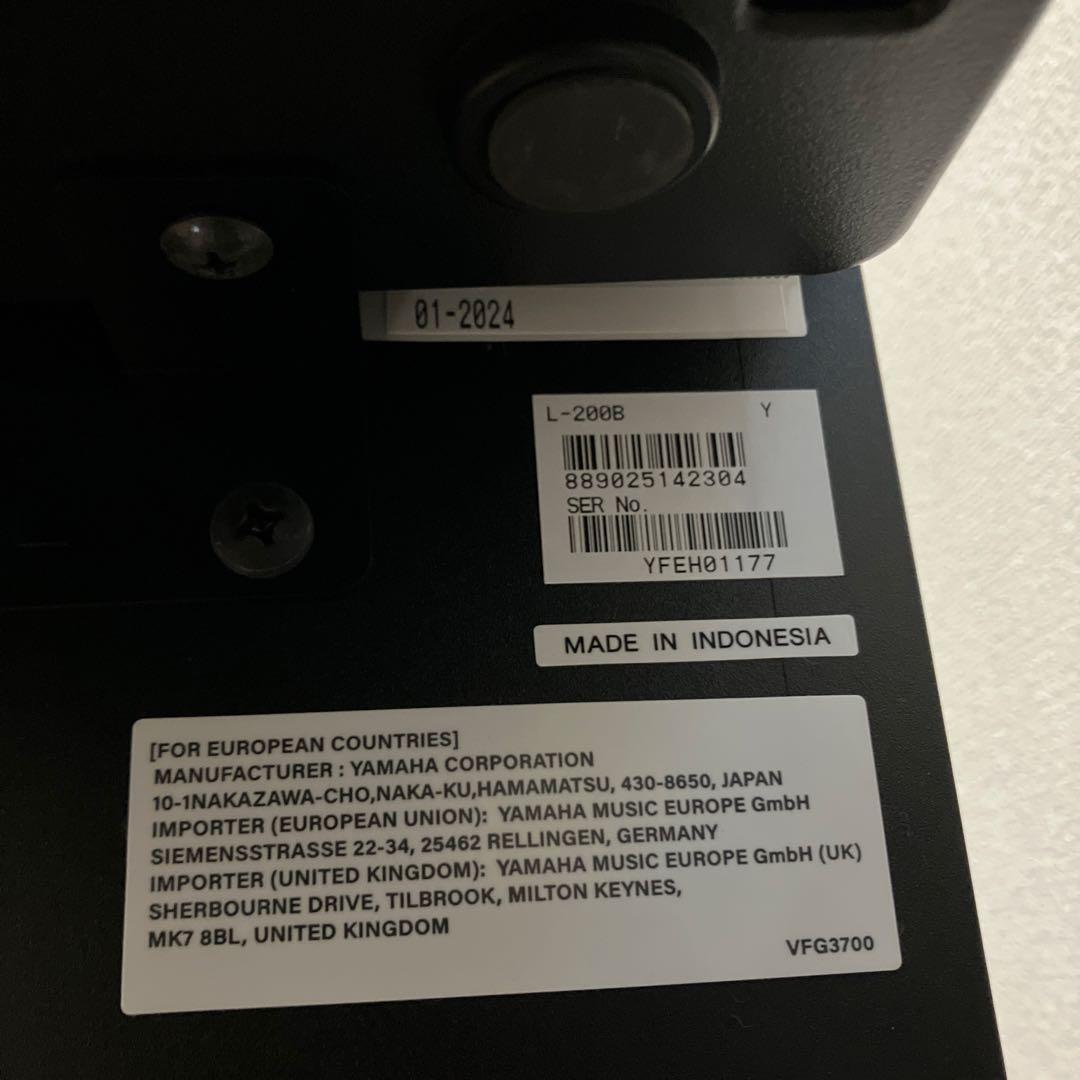 01-2024
L-200B Y
889025142304
SER No.
YFEH01177
MADE IN INDONESIA
[FOR EUROPEAN COUNTRIES]
MANUFACTURER : YAMAHA CORPORATION
10-1NAKAZAWA-CHO,NAKA-KU,HAMAMATSU, 430-8650, JAPAN
IMPORTER (EUROPEAN UNION): YAMAHA MUSIC EUROPE GmbH
SIEMENSSTRASSE 22-34, 25462 RELLINGEN, GERMANY
IMPORTER (UNITED KINGDOM): YAMAHA MUSIC EUROPE GmbH (UK)
SHERBOURNE DRIVE, TILBROOK, MILTON KEYNES,
MK7 8BL, UNITED KINGDOM
VFG3700